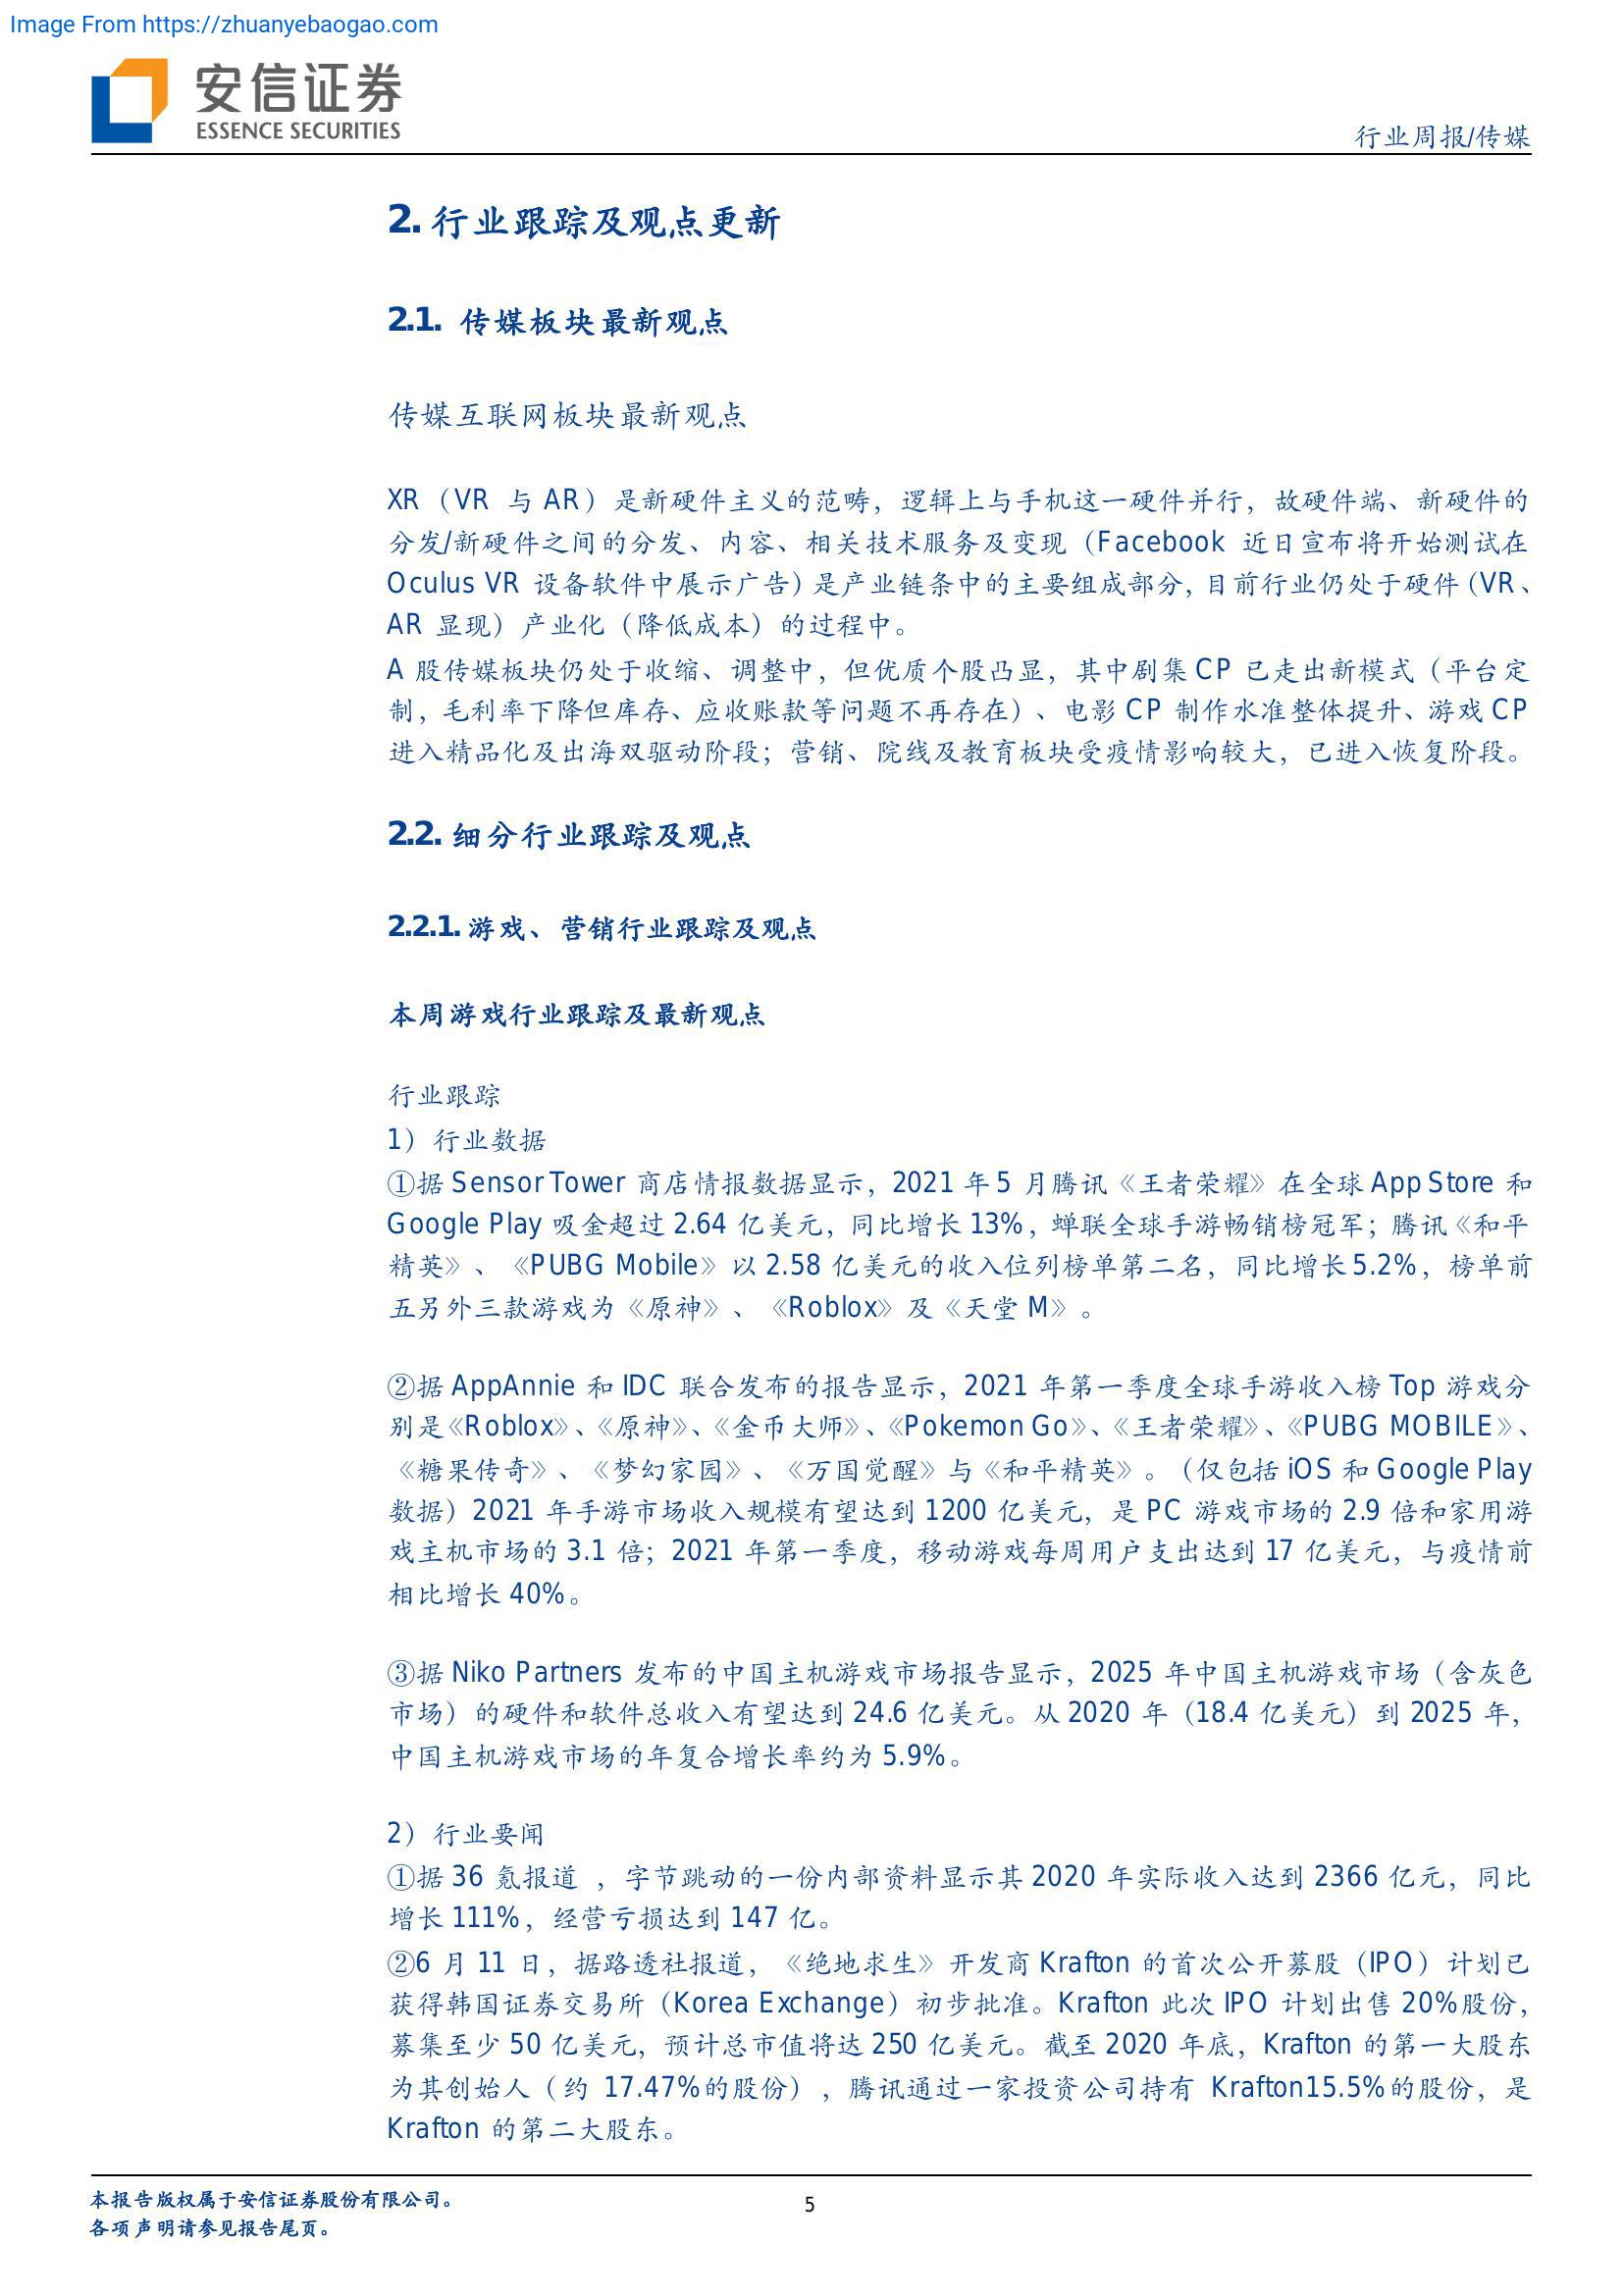 Image From https://zhuanyebaogao.com
安信证券
ESSENCE SECURITIES
行业周报/传媒
2. 行业跟踪及观点更新
2.1. 传媒板块最新观点
传媒互联网板块最新观点
XR（VR 与 AR）是新硬件主义的范畴，逻辑上与手机这一硬件并行，故硬件端、新硬件的
分发/新硬件之间的分发、内容、相关技术服务及变现（Facebook 近日宣布将开始测试在
Oculus VR 设备软件中展示广告）是产业链条中的主要组成部分，目前行业仍处于硬件（VR、
AR 显现）产业化（降低成本）的过程中。
A 股传媒板块仍处于收缩、调整中，但优质个股凸显，其中剧集 CP 已走出新模式（平台定
制，毛利率下降但库存、应收账款等问题不再存在）、电影 CP 制作水准整体提升、游戏 CP
进入精品化及出海双驱动阶段；营销、院线及教育板块受疫情影响较大，已进入恢复阶段。
2.2. 细分行业跟踪及观点
2.2.1. 游戏、营销行业跟踪及观点
本周游戏行业跟踪及最新观点
行业跟踪
1）行业数据
①据 Sensor Tower 商店情报数据显示，2021 年 5 月腾讯《王者荣耀》在全球 App Store 和
Google Play 吸金超过 2.64 亿美元，同比增长 13%，蝉联全球手游畅销榜冠军；腾讯《和平
精英》、《PUBG Mobile》以 2.58 亿美元的收入位列榜单第二名，同比增长 5.2%，榜单前
五另外三款游戏为《原神》、《Roblox》及《天堂 M》。
②据 AppAnnie 和 IDC 联合发布的报告显示，2021 年第一季度全球手游收入榜 Top 游戏分
别是《Roblox》、《原神》、《金币大师》、《Pokemon Go》、《王者荣耀》、《PUBG MOBILE》、
《糖果传奇》、《梦幻家园》、《万国觉醒》与《和平精英》。（仅包括 iOS 和 Google Play
数据）2021 年手游市场收入规模有望达到 1200 亿美元，是 PC 游戏市场的 2.9 倍和家用游
戏主机市场的 3.1 倍；2021 年第一季度，移动游戏每周用户支出达到 17 亿美元，与疫情前
相比增长 40%。
③据 Niko Partners 发布的中国主机游戏市场报告显示，2025 年中国主机游戏市场（含灰色
市场）的硬件和软件总收入有望达到 24.6 亿美元。从 2020 年（18.4 亿美元）到 2025 年，
中国主机游戏市场的年复合增长率约为 5.9%。
2）行业要闻
①据 36 氪报道 ，字节跳动的一份内部资料显示其 2020 年实际收入达到 2366 亿元，同比
增长 111%，经营亏损达到 147 亿。
②6 月 11 日，据路透社报道，《绝地求生》开发商 Krafton 的首次公开募股（IPO）计划已
获得韩国证券交易所（Korea Exchange）初步批准。Krafton 此次 IPO 计划出售 20%股份，
募集至少 50 亿美元，预计总市值将达 250 亿美元。截至 2020 年底，Krafton 的第一大股东
为其创始人（约 17.47%的股份），腾讯通过一家投资公司持有 Krafton15.5%的股份，是
Krafton 的第二大股东。
本报告版权属于安信证券股份有限公司。
5
各项声明请参见报告尾页。